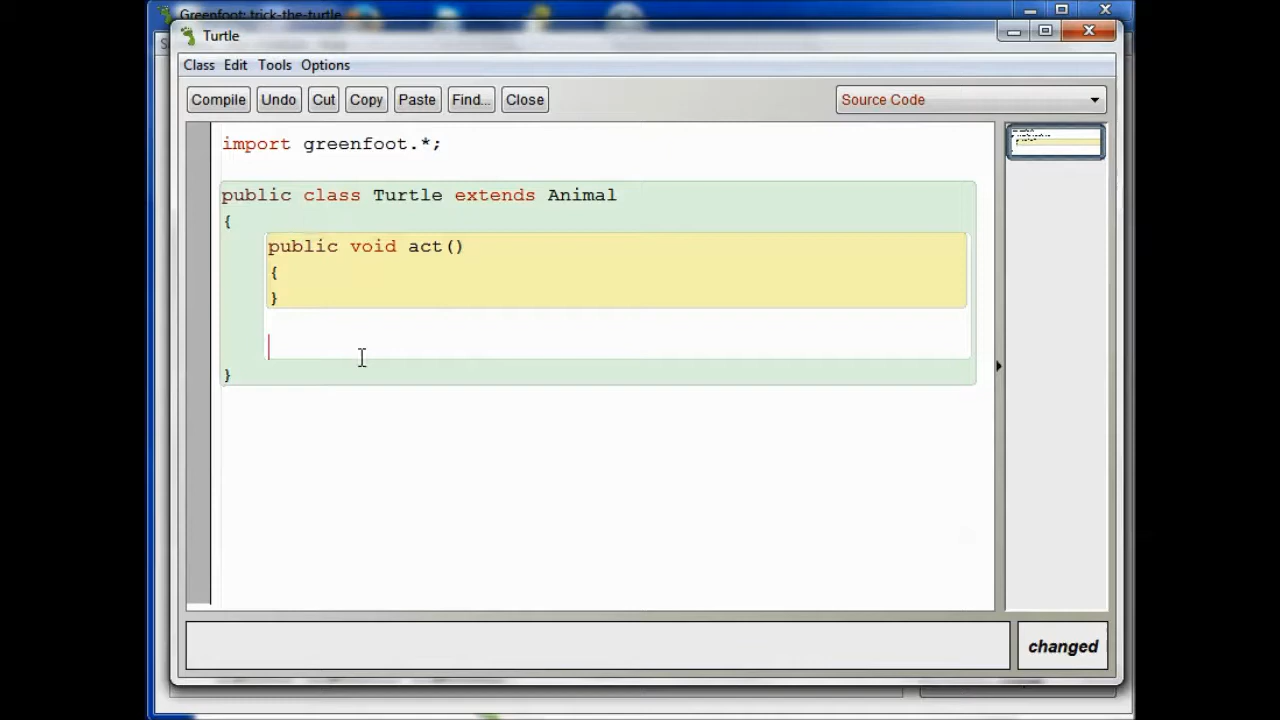 Greenfoot: trick-the-turtle
Turtle
Class Edit Tools Options
Compile Undo Cut Copy Paste Find... Close Source Code
import greenfoot.*;
public class Turtle extends Animal
{
public void act()
{
}
}
changed